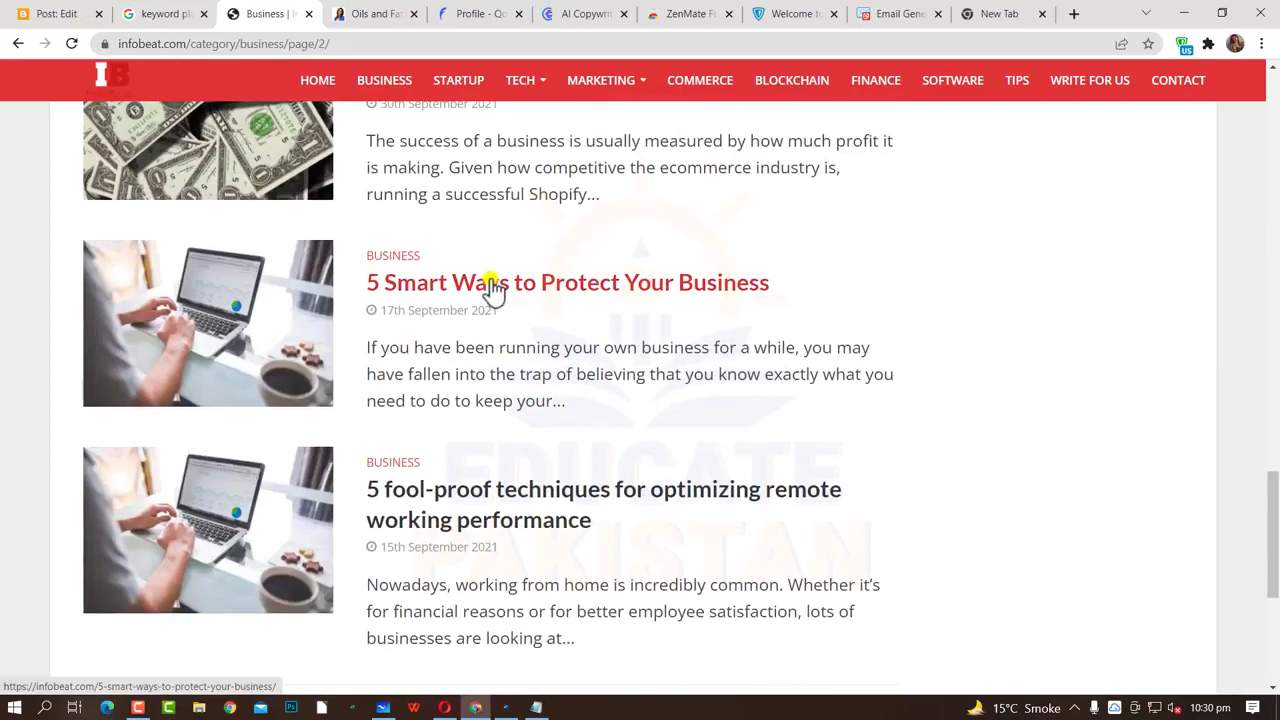 Post: Edit
keyword pl
Business | I
Oils and Fa
Profile - Q
AI Copywri
ZenMate F
Welcome to
Email Gene
New Tab
infobeat.com/category/business/page/2/
US
IB
HOME
BUSINESS
STARTUP
TECH
MARKETING
COMMERCE
BLOCKCHAIN
FINANCE
SOFTWARE
TIPS
WRITE FOR US
CONTACT
30th September 2021
The success of a business is usually measured by how much profit it
is making. Given how competitive the ecommerce industry is,
running a successful Shopify...
BUSINESS
5 Smart Ways to Protect Your Business
17th September 2021
If you have been running your own business for a while, you may
have fallen into the trap of believing that you know exactly what you
need to do to keep your...
BUSINESS
5 fool-proof techniques for optimizing remote
working performance
15th September 2021
Nowadays, working from home is incredibly common. Whether it's
for financial reasons or for better employee satisfaction, lots of
businesses are looking at...
EDUCATE
PAKISTAN
https://infobeat.com/5-smart-ways-to-protect-your-business/
15°C Smoke
10:30 pm